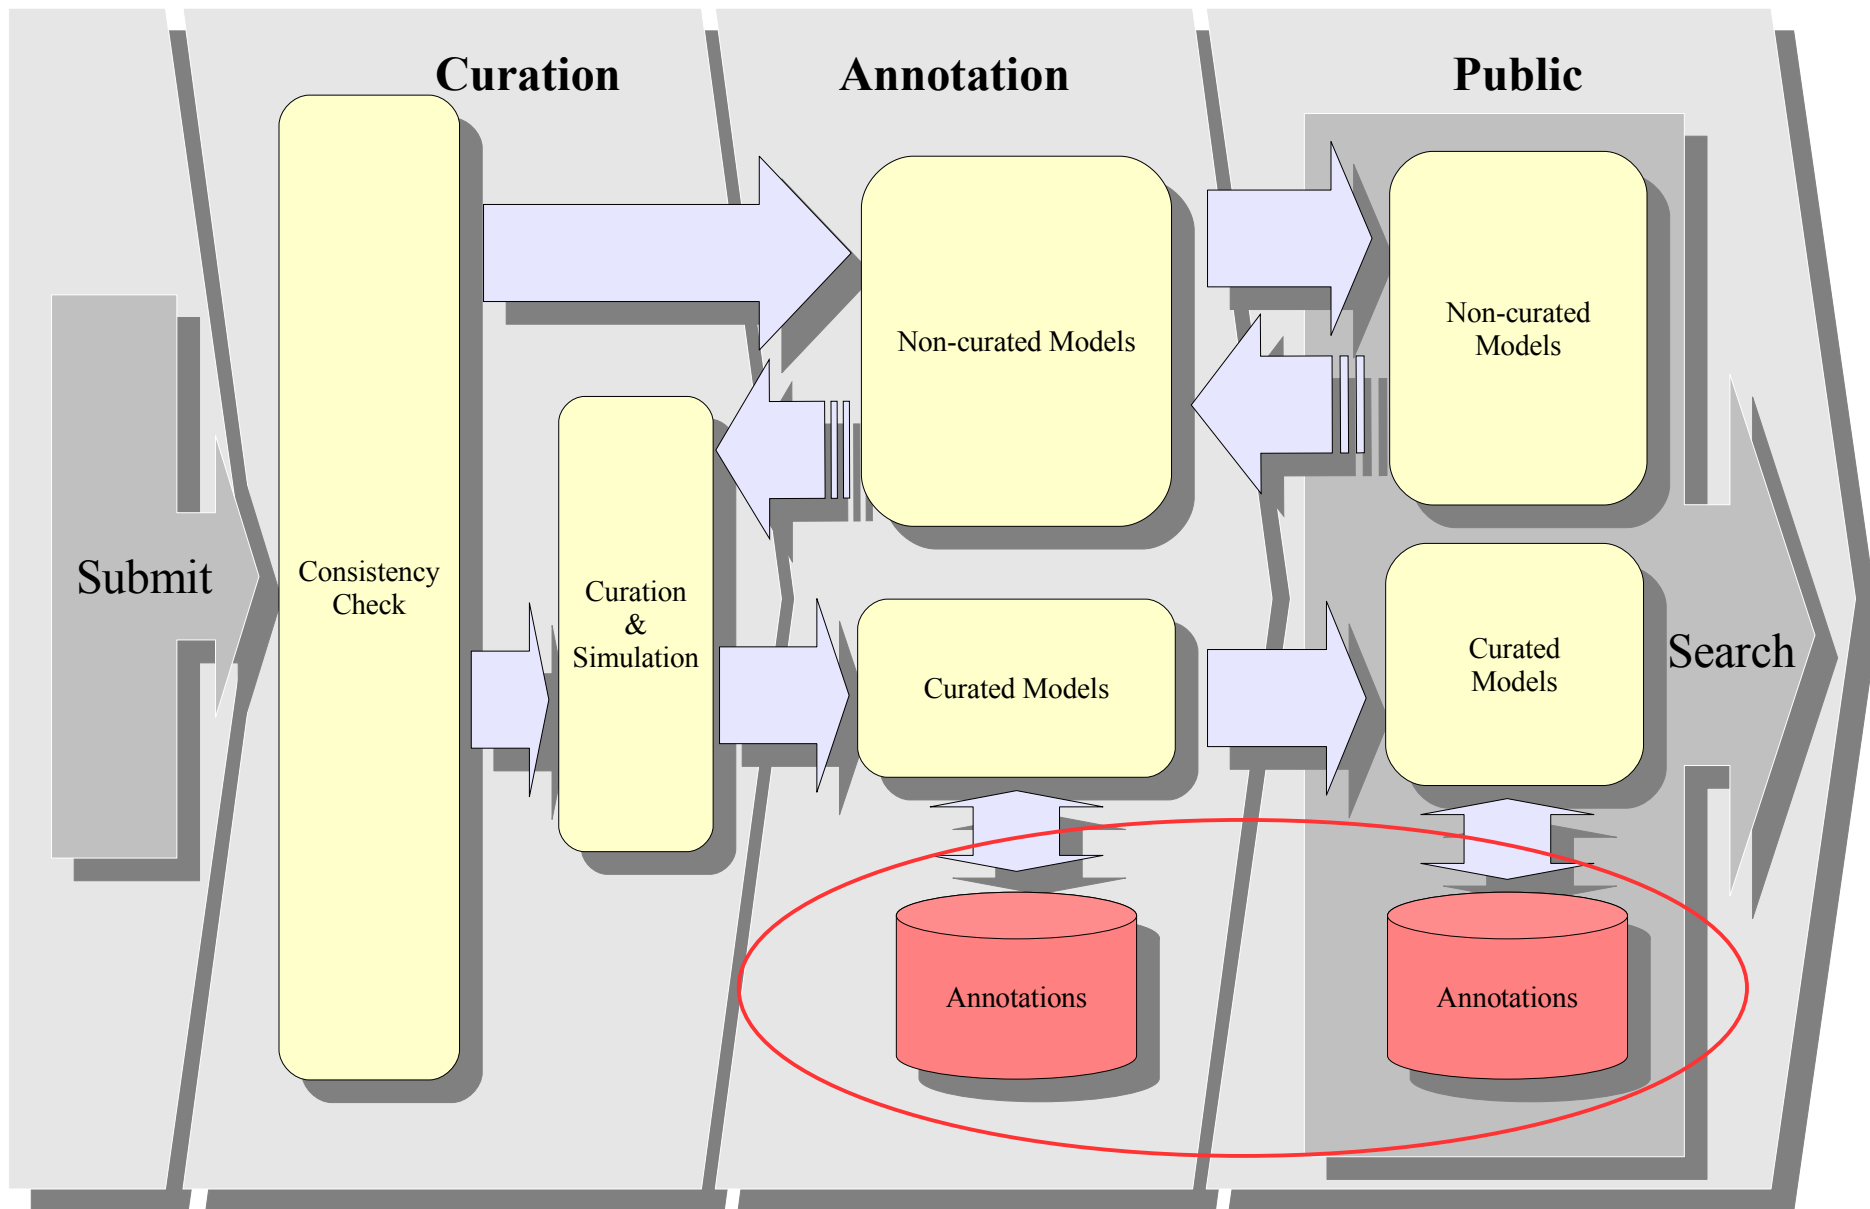 Curation
Annotation
Public
Submit
Consistency
Check
Curation
&
Simulation
Non-curated Models
Curated Models
Annotations
Non-curated
Models
Curated
Models
Annotations
Search